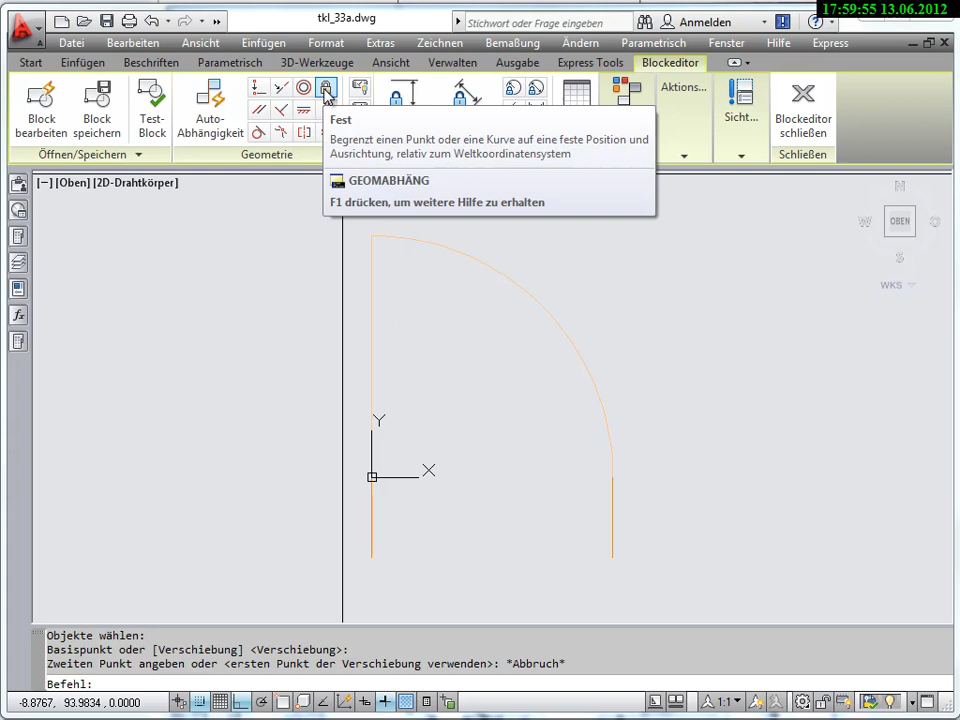 17:59:55 13.06.2012
tkl_33a.dwg
Stichwort oder Frage eingeben
Anmelden
Datei Bearbeiten Ansicht Einfügen Format Extras Zeichnen Bemaßung Ändern Parametrisch Fenster Hilfe Express
Start Einfügen Beschriften Parametrisch 3D-Werkzeuge Ansicht Verwalten Ausgabe Express Tools Blockeditor
Block bearbeiten
Block speichern
Test-Block
Auto-Abhängigkeit
Aktions...
Sicht...
Blockeditor schließen
Öffnen/Speichern Geometrie Schließen
Fest
Begrenzt einen Punkt oder eine Kurve auf eine feste Position und
Ausrichtung, relativ zum Weltkoordinatensystem
GEOMABHÄNG
F1 drücken, um weitere Hilfe zu erhalten
[−] [Oben] [2D-Drahtkörper]
N
W OBEN O
S
WKS
Y
X
Objekte wählen:
Basispunkt oder [Verschiebung] <Verschiebung>:
Zweiten Punkt angeben oder <ersten Punkt der Verschiebung verwenden>: *Abbruch*
Befehl:
-8.8767, 93.9834, 0.0000
1:1